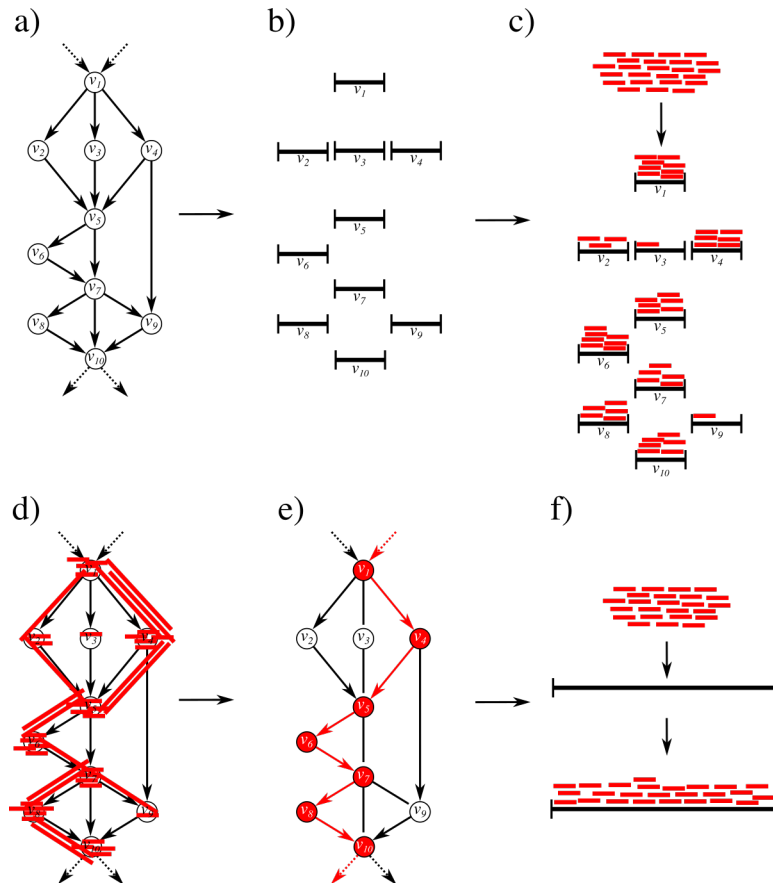 a) b) c)
v1 v1
v2 v3 v4 v2 v3 v4 v1
v5 v5 v2 v3 v4
v6 v6
v7 v7 v5
v8 v9 v8 v9 v6
v10 v10 v7
v8 v9
v10
d) e) f)
v1
v3 v2 v3 v4
v5
v6
v7
v8 v9
v10